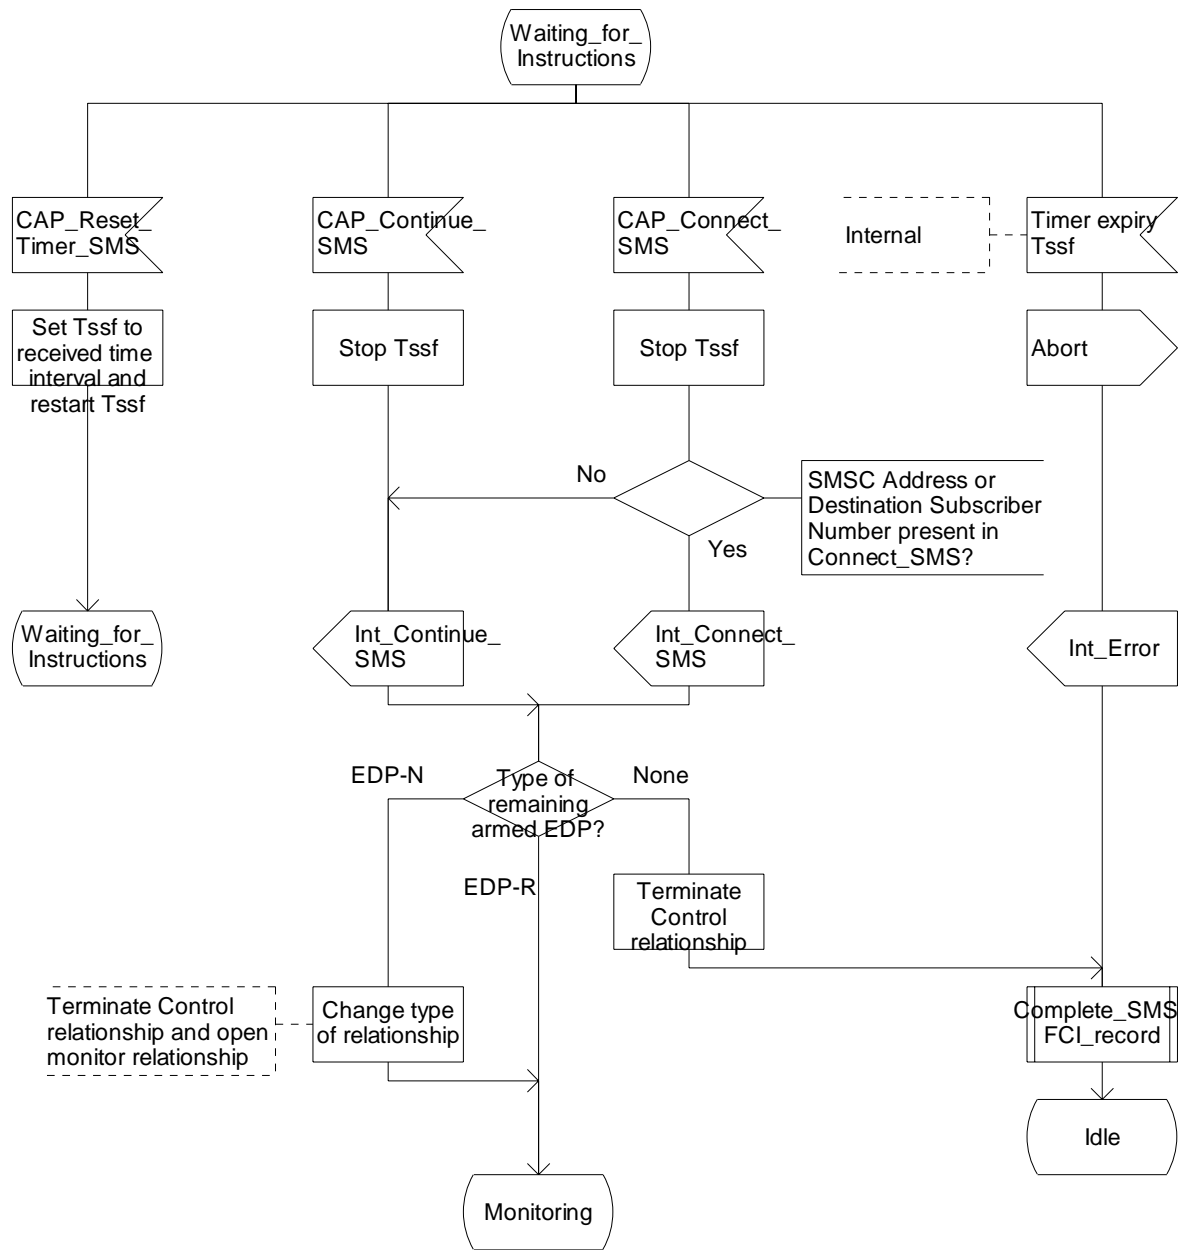 Waiting_for_
Instructions
CAP_Reset_
Timer_SMS
CAP_Continue_
SMS
CAP_Connect_
SMS
Internal
Timer expiry
Tssf
Set Tssf to
received time
interval and
restart Tssf
Stop Tssf
Stop Tssf
Abort
No
Yes
SMSC Address or
Destination Subscriber
Number present in
Connect_SMS?
Waiting_for_
Instructions
Int_Continue_
SMS
Int_Connect_
SMS
Int_Error
EDP-N
Type of
remaining
armed EDP?
None
EDP-R
Terminate
Control
relationship
Terminate Control
relationship and open
monitor relationship
Change type
of relationship
Complete_SMS
FCI_record
Idle
Monitoring